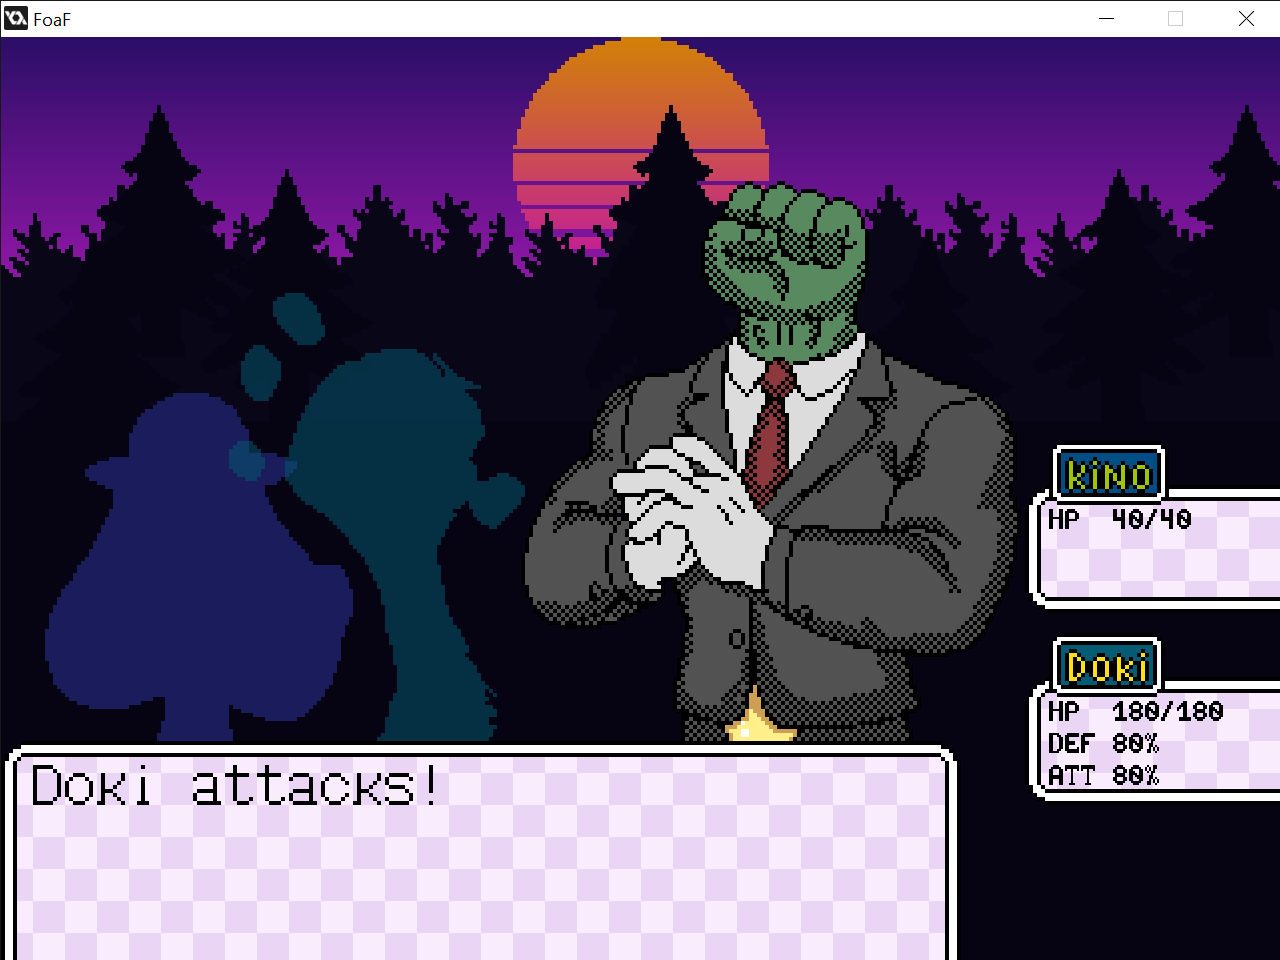 FoaF
KiNO
HP 40/40
Doki
HP 180/180
DEF 80%
ATT 80%
Doki attacks!